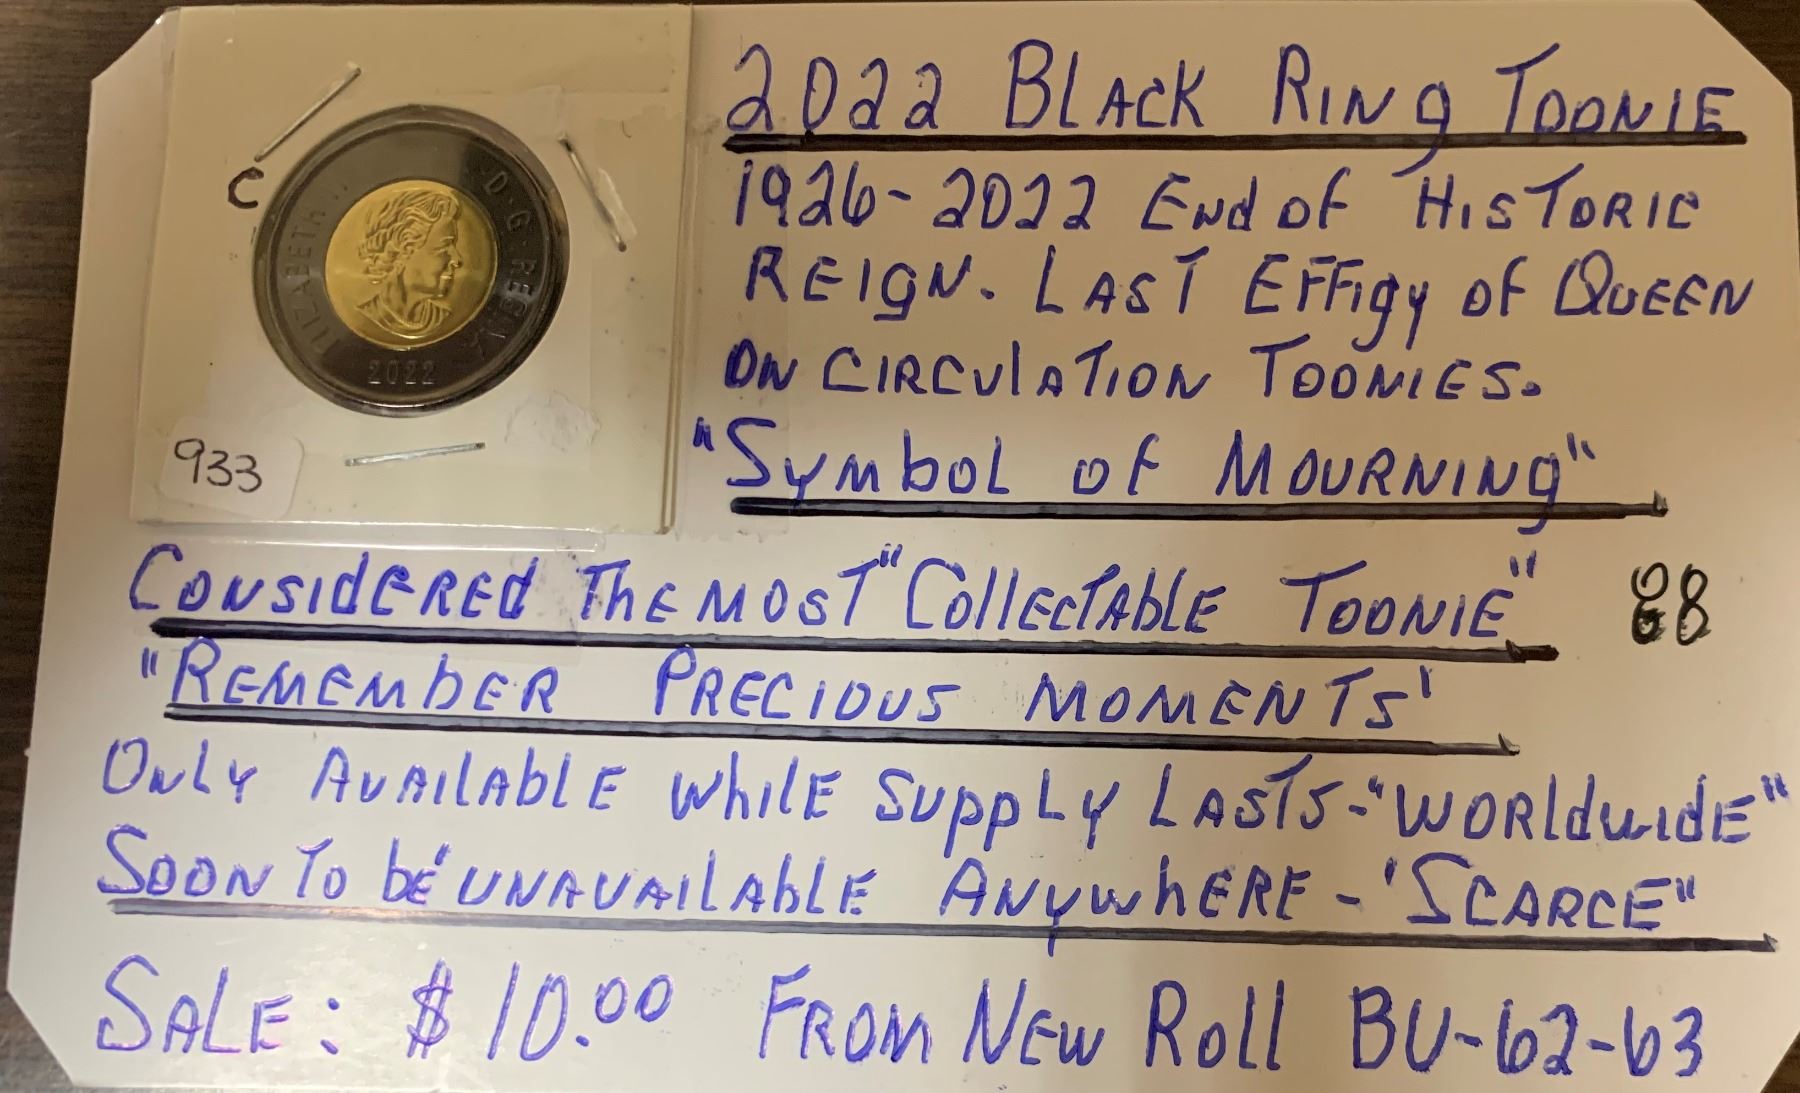 C
ELIZABETH II D·G·REGINA
2022
933
2022 BLACK RINg TOONIE
1926-2022 ENd OF HISTORIC
REIgN. LAST EFFIgy OF QUEEN
ON CIRCUlATION TOONIES.
"SymbOL OF MOURNINg"
CONSIdERED ThE MOST "CollECTAblE TOONIE" 88
"REMEMbER PRECIOUS MOMENTS'
ONLY AVAIlAblE WhIlE SUppLY LASTS-"WORldwIdE"
SOON TO bE 'UNAVAIlAblE ANywhERE - 'SCARCE"
SALE: $10.00 FROM NEW Roll BU-62-63